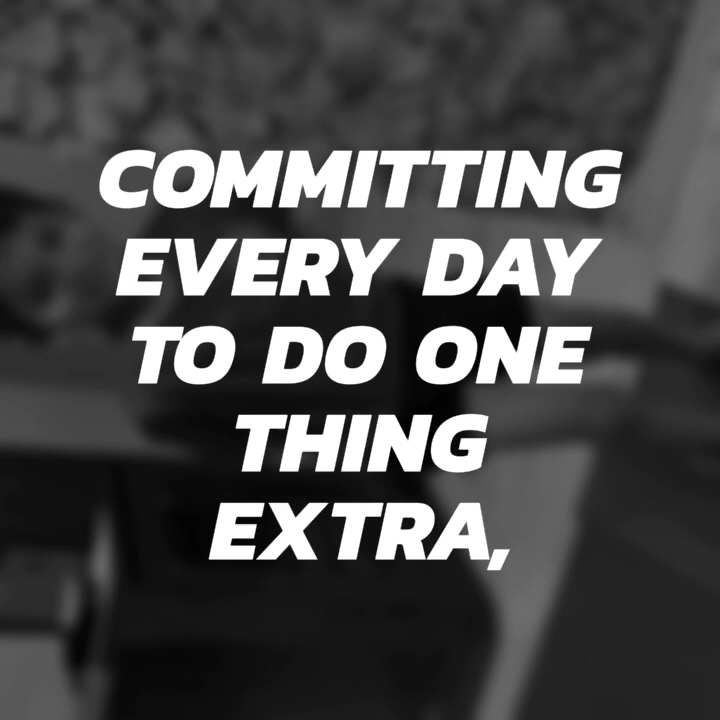 COMMITTING
EVERY DAY
TO DO ONE
THING
EXTRA,